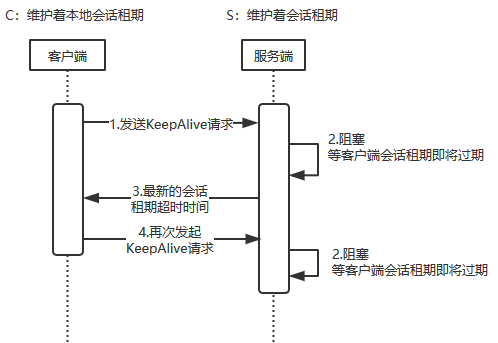 C：维护着本地会话租期
S：维护着会话租期
客户端
服务端
1.发送KeepAlive请求
2.阻塞
等客户端会话租期即将过期
3.最新的会话
租期超时时间
4.再次发起
KeepAlive请求
2.阻塞
等客户端会话租期即将过期